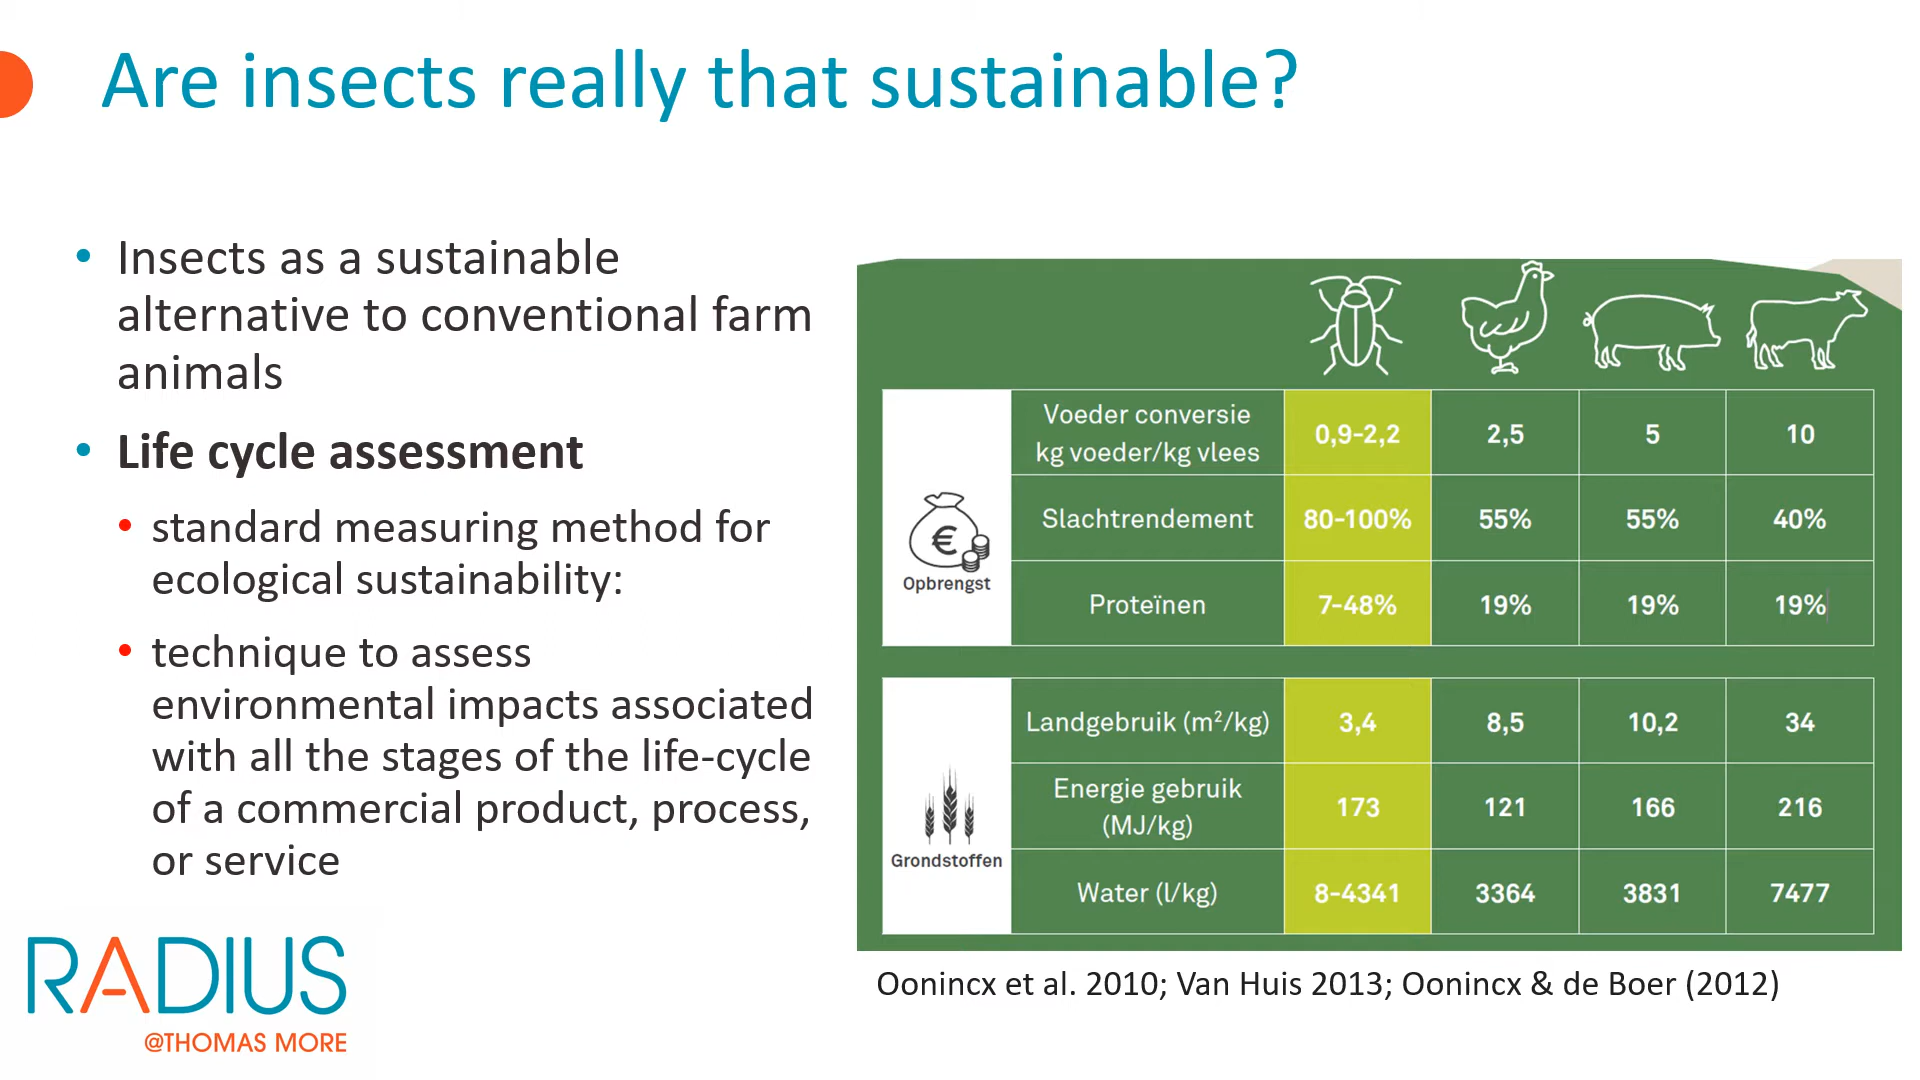 Are insects really that sustainable?
• Insects as a sustainable
alternative to conventional farm
animals
• Life cycle assessment
• standard measuring method for
ecological sustainability:
• technique to assess
environmental impacts associated
with all the stages of the life-cycle
of a commercial product, process,
or service
RADIUS
@THOMAS MORE
€
Opbrengst
Voeder conversie
kg voeder/kg vlees
0,9-2,2 2,5 5 10
Slachtrendement 80-100% 55% 55% 40%
Proteïnen 7-48% 19% 19% 19%
Grondstoffen
Landgebruik (m²/kg) 3,4 8,5 10,2 34
Energie gebruik
(MJ/kg)
173 121 166 216
Water (l/kg) 8-4341 3364 3831 7477
Oonincx et al. 2010; Van Huis 2013; Oonincx & de Boer (2012)